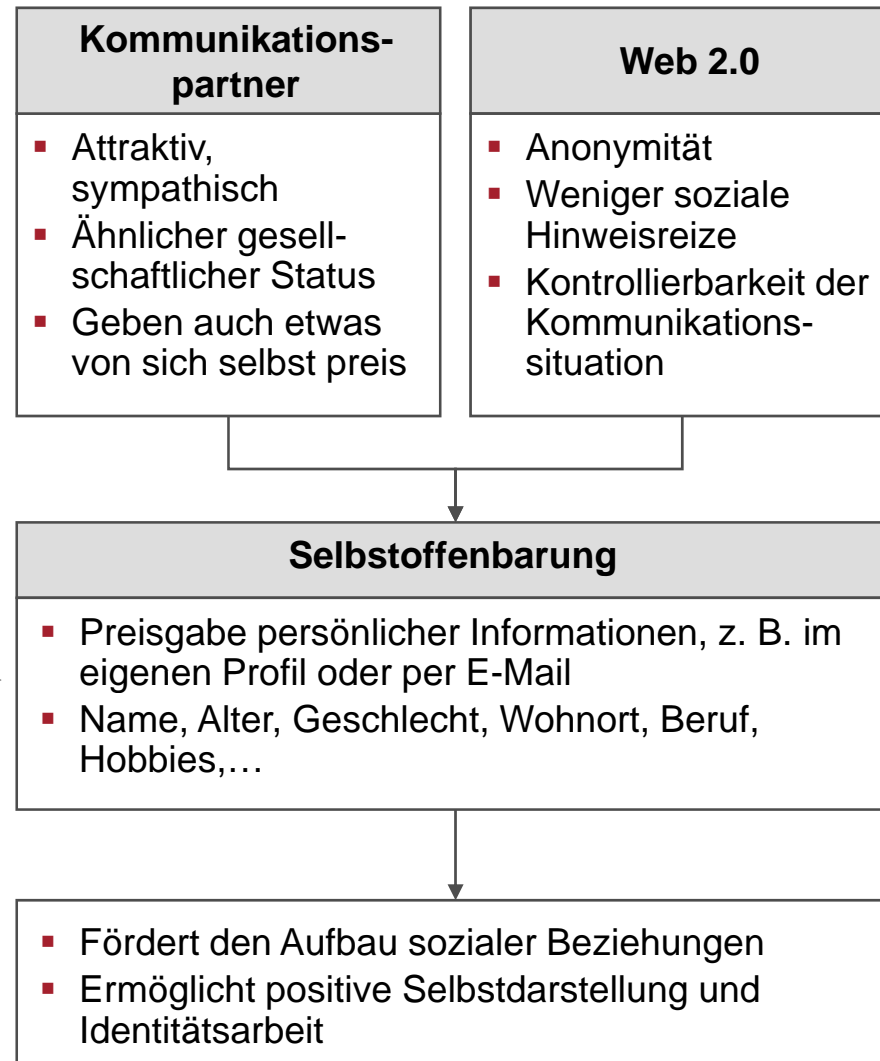 Kommunikations-
partner
▪ Attraktiv,
sympathisch
▪ Ähnlicher gesell-
schaftlicher Status
▪ Geben auch etwas
von sich selbst preis
Web 2.0
▪ Anonymität
▪ Weniger soziale
Hinweisreize
▪ Kontrollierbarkeit der
Kommunikations-
situation
Selbstoffenbarung
▪ Preisgabe persönlicher Informationen, z. B. im
eigenen Profil oder per E-Mail
▪ Name, Alter, Geschlecht, Wohnort, Beruf,
Hobbies,…
▪ Fördert den Aufbau sozialer Beziehungen
▪ Ermöglicht positive Selbstdarstellung und
Identitätsarbeit